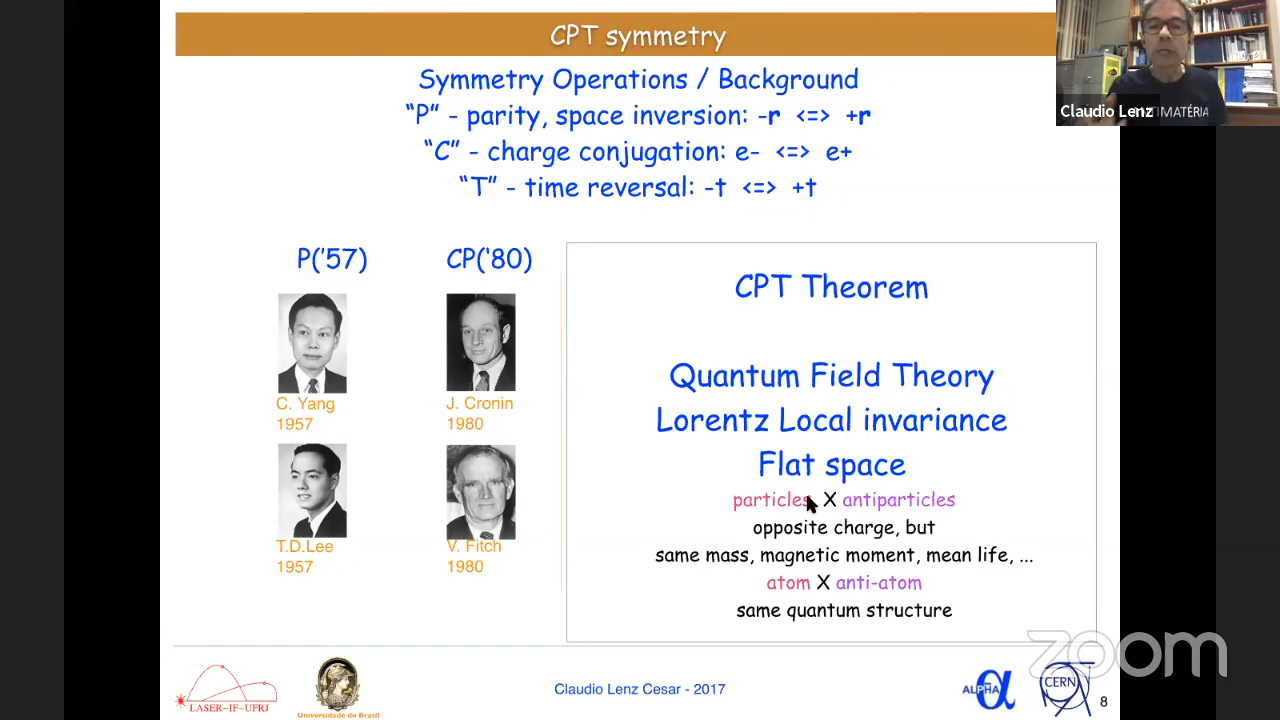 CPT symmetry
Symmetry Operations / Background
“P” - parity, space inversion: -r <=> +r
“C” - charge conjugation: e- <=> e+
“T” - time reversal: -t <=> +t
Claudio Lenz
TIMATÉRIA
P('57)
CP('80)
C. Yang
1957
J. Cronin
1980
T.D.Lee
1957
V. Fitch
1980
CPT Theorem
Quantum Field Theory
Lorentz Local invariance
Flat space
particles X antiparticles
opposite charge, but
same mass, magnetic moment, mean life, ...
atom X anti-atom
same quantum structure
zoom
LASER-IF-UFRJ
Universidade do Brasil
Claudio Lenz Cesar - 2017
ALPHA
α
CERN
8